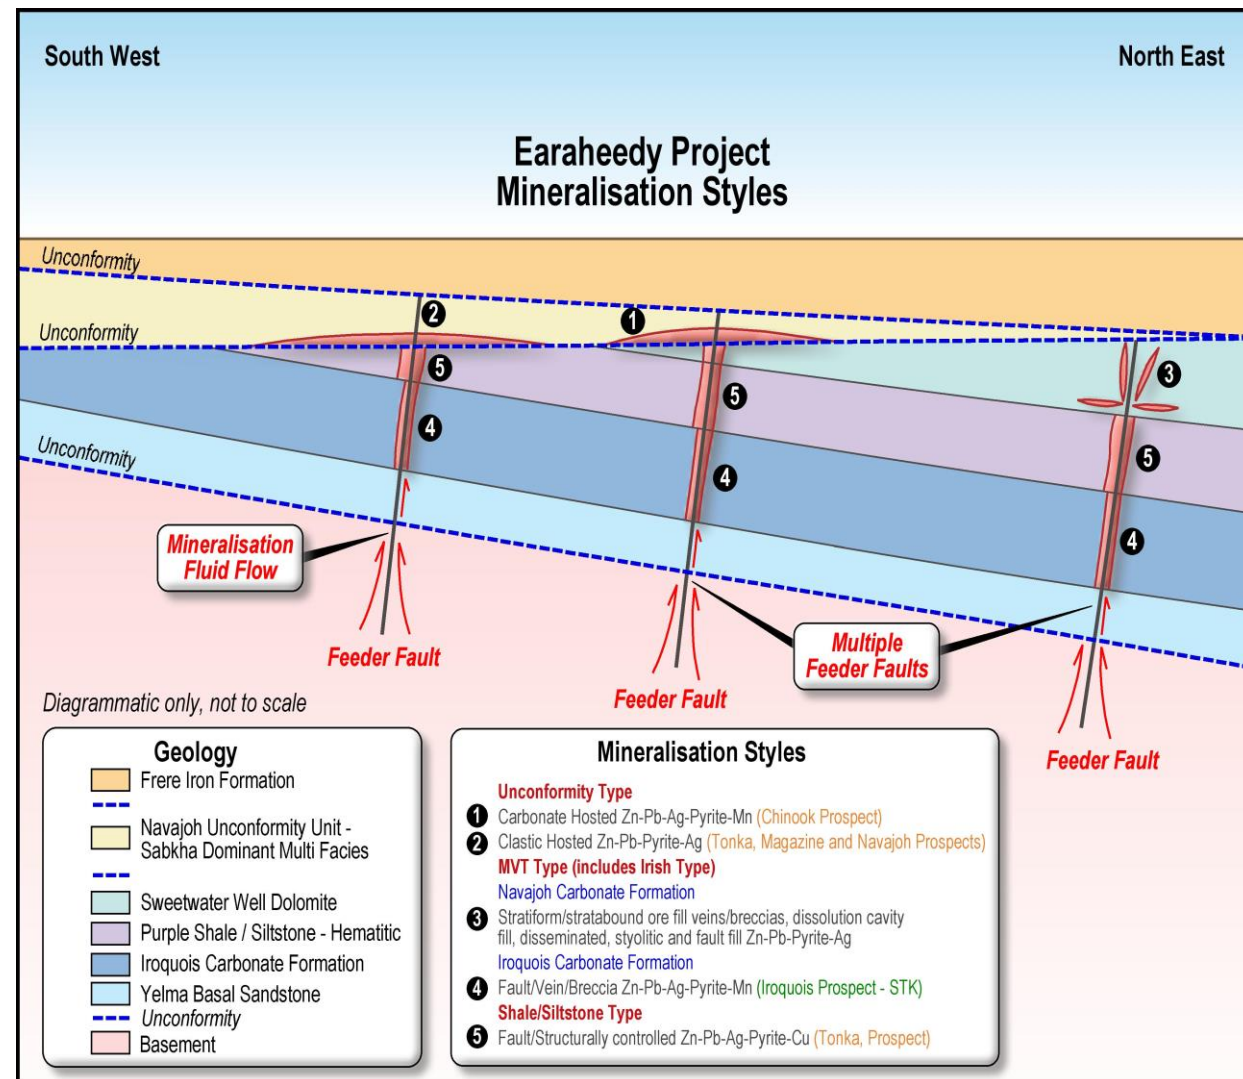 South West
North East
Earaheedy Project
Mineralisation Styles
Unconformity
Unconformity
Unconformity
2
1
3
5
5
5
4
4
4
Mineralisation
Fluid Flow
Multiple
Feeder Faults
Feeder Fault
Feeder Fault
Feeder Fault
Diagrammatic only, not to scale
Geology
Frere Iron Formation
Navajoh Unconformity Unit -
Sabkha Dominant Multi Facies
Sweetwater Well Dolomite
Purple Shale / Siltstone - Hematitic
Iroquois Carbonate Formation
Yelma Basal Sandstone
Unconformity
Basement
Mineralisation Styles
Unconformity Type
1 Carbonate Hosted Zn-Pb-Ag-Pyrite-Mn (Chinook Prospect)
2 Clastic Hosted Zn-Pb-Pyrite-Ag (Tonka, Magazine and Navajoh Prospects)
MVT Type (includes Irish Type)
Navajoh Carbonate Formation
3 Stratiform/stratabound ore fill veins/breccias, dissolution cavity
fill, disseminated, styolitic and fault fill Zn-Pb-Pyrite-Ag
Iroquois Carbonate Formation
4 Fault/Vein/Breccia Zn-Pb-Ag-Pyrite-Mn (Iroquois Prospect - STK)
Shale/Siltstone Type
5 Fault/Structurally controlled Zn-Pb-Ag-Pyrite-Cu (Tonka, Prospect)